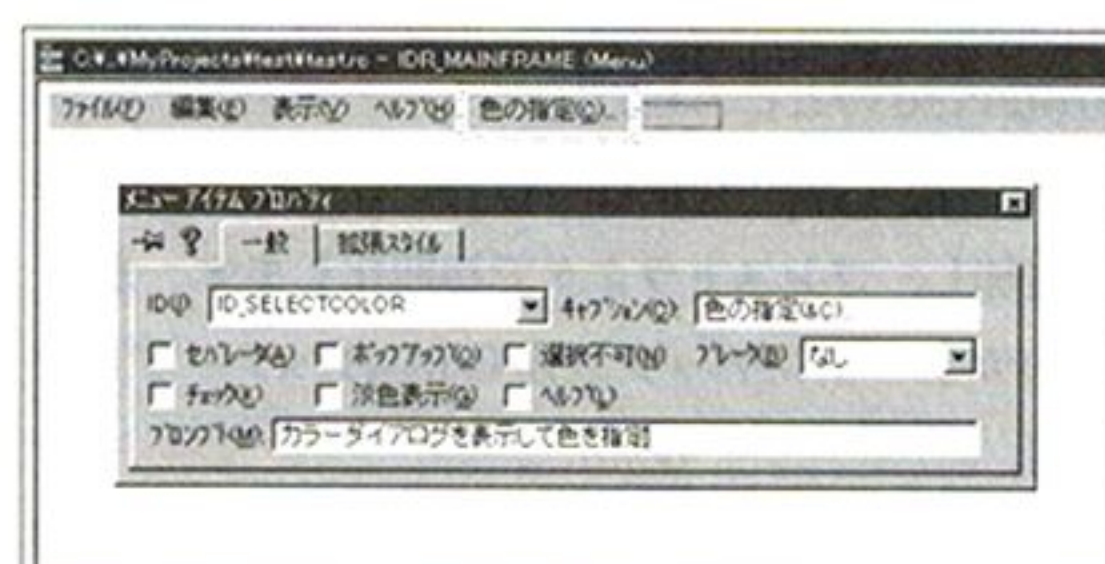 C:¥..¥MyProjects¥test¥test.rc - IDR_MAINFRAME (Menu)
ファイル(F) 編集(E) 表示(V) ヘルプ(H) 色の指定(C)...
メニュー アイテム プロパティ
一般 拡張スタイル
ID(I): ID_SELECTCOLOR キャプション(C): 色の指定(&C)...
セパレータ(A) ポップアップ(O) 選択不可(N) ブレーク(B): なし
チェック(K) 淡色表示(G) ヘルプ(L)
プロンプト(M): カラーダイアログを表示して色を指定